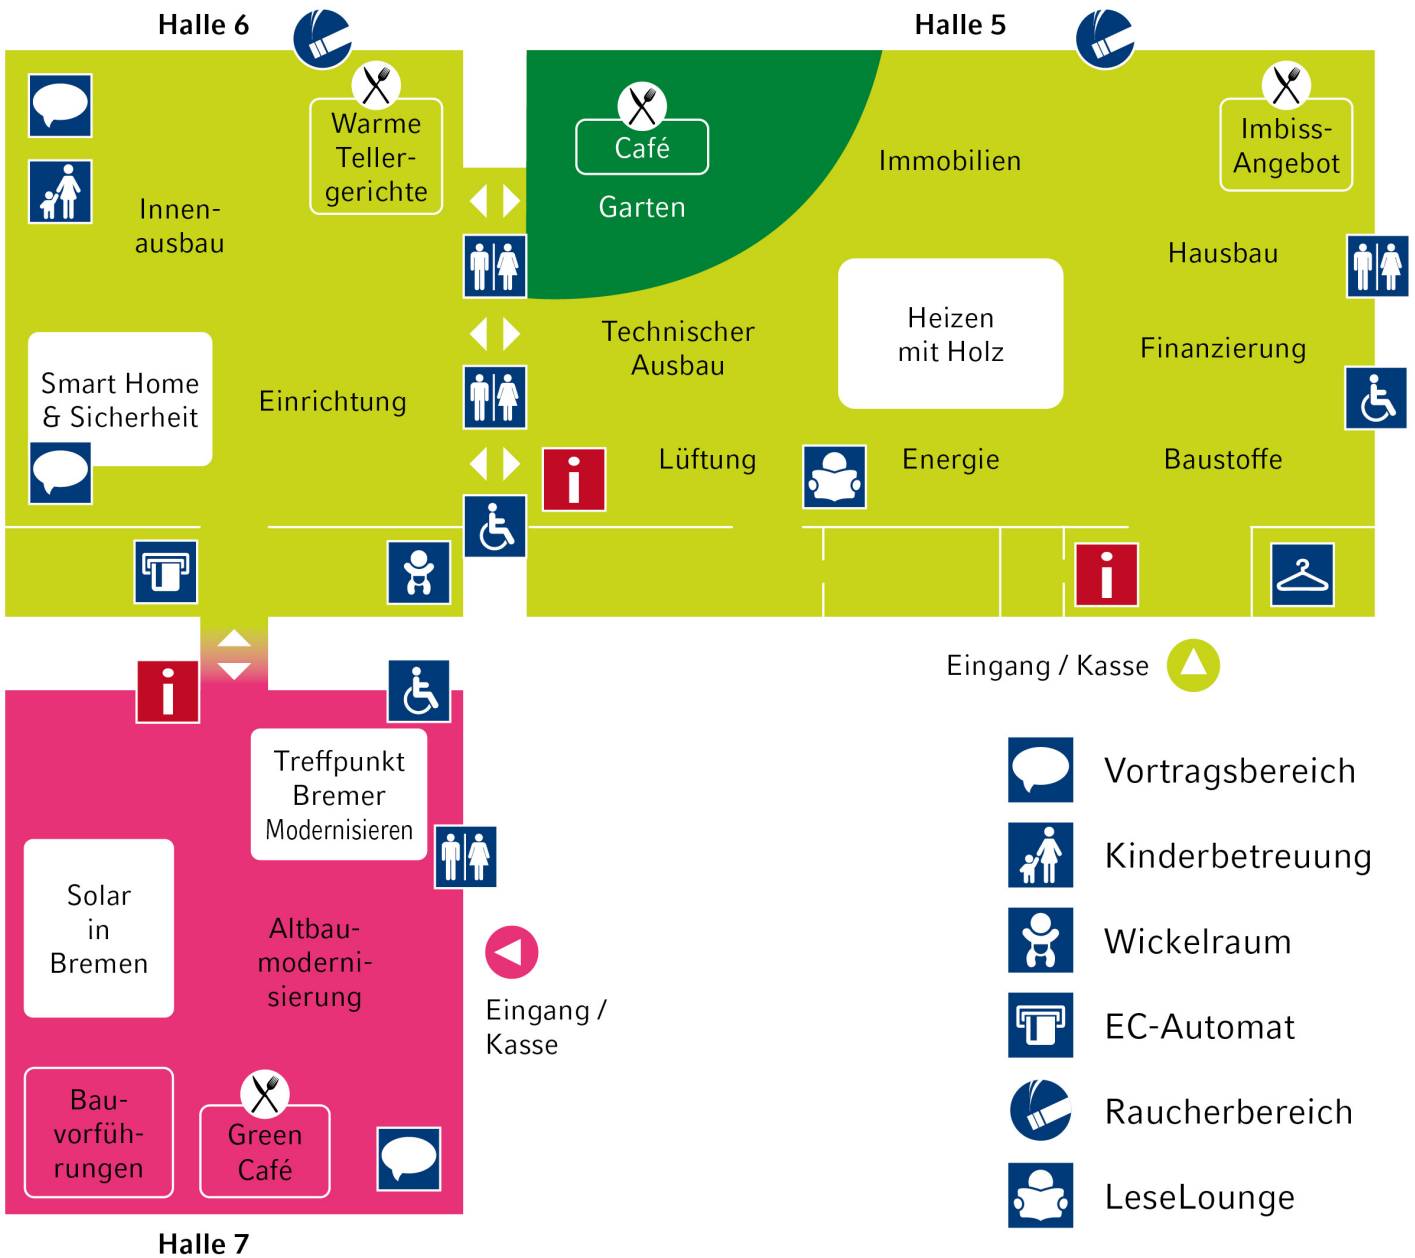 Halle 6
Warme
Teller-
gerichte
Innen-
ausbau
Smart Home
& Sicherheit
Einrichtung
Halle 5
Café
Garten
Immobilien
Imbiss-
Angebot
Hausbau
Technischer
Ausbau
Heizen
mit Holz
Finanzierung
Lüftung
Energie
Baustoffe
i
i
Eingang / Kasse
i
Treffpunkt
Bremer
Modernisieren
Solar
in
Bremen
Altbau-
moderni-
sierung
Eingang /
Kasse
Bau-
vorfüh-
rungen
Green
Café
Halle 7
Vortragsbereich
Kinderbetreuung
Wickelraum
EC-Automat
Raucherbereich
LeseLounge